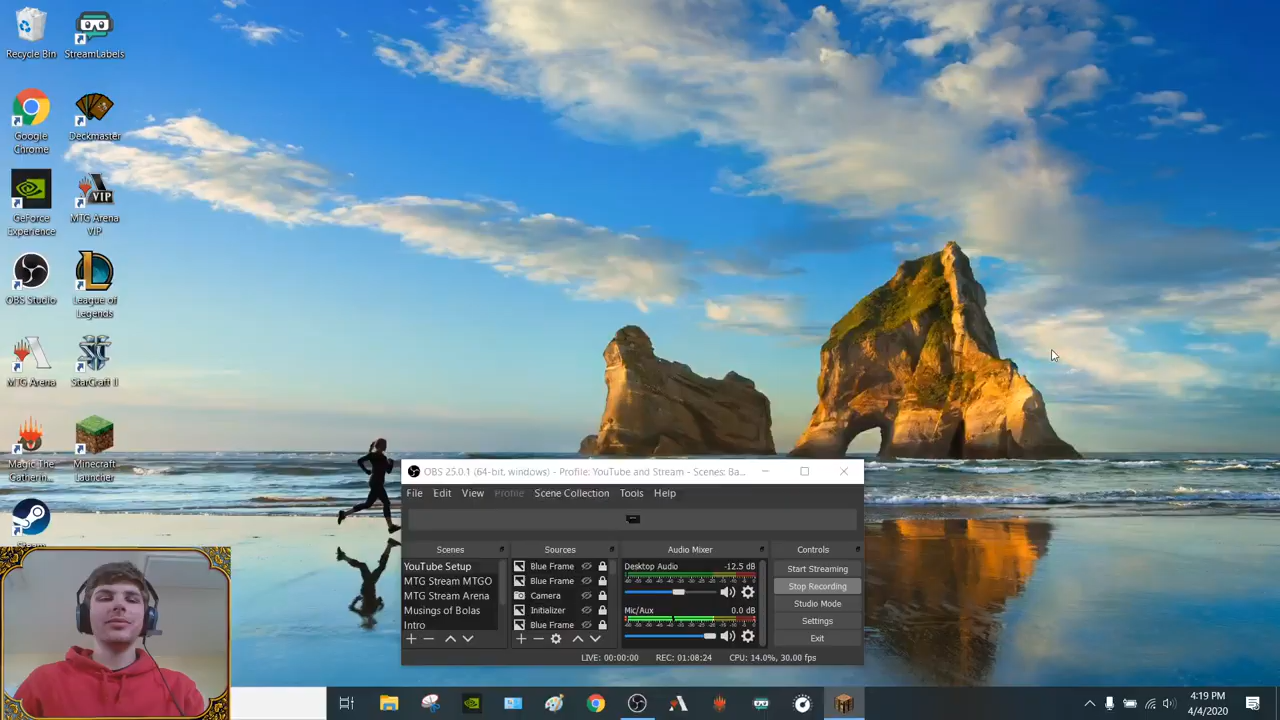 Recycle Bin
StreamLabels
Google
Chrome
Deckmaster
GeForce
Experience
MTG Arena
VIP
OBS Studio
League of
Legends
MTG Arena
StarCraft II
Magic The
Gatherin...
Minecraft
Launcher
Steam
VIP
OBS 25.0.1 (64-bit, windows) - Profile: YouTube and Stream - Scenes: Ba...
File Edit View Profile Scene Collection Tools Help
Scenes
Sources
Audio Mixer
Controls
YouTube Setup
MTG Stream MTGO
MTG Stream Arena
Musings of Bolas
Intro
Blue Frame
Blue Frame
Camera
Initializer
Blue Frame
Desktop Audio -12.5 dB
Mic/Aux 0.0 dB
Start Streaming
Stop Recording
Studio Mode
Settings
Exit
LIVE: 00:00:00 REC: 01:08:24 CPU: 14.0%, 30.00 fps
4:19 PM
4/4/2020